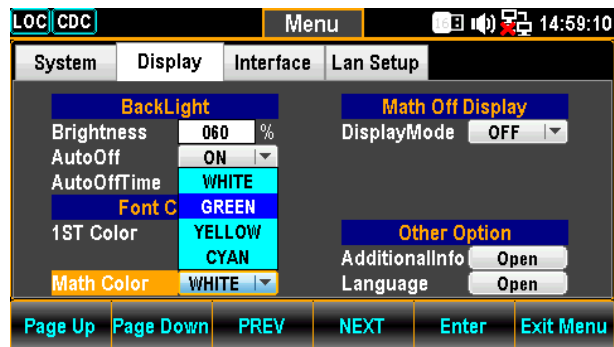 LOC CDC Menu 16B 14:59:10
System Display Interface Lan Setup
BackLight Math Off Display
Brightness 060 % DisplayMode OFF
AutoOff ON
AutoOffTime WHITE
Font C GREEN
1ST Color YELLOW Other Option
CYAN AdditionalInfo Open
Math Color WHITE Language Open
Page Up Page Down PREV NEXT Enter Exit Menu